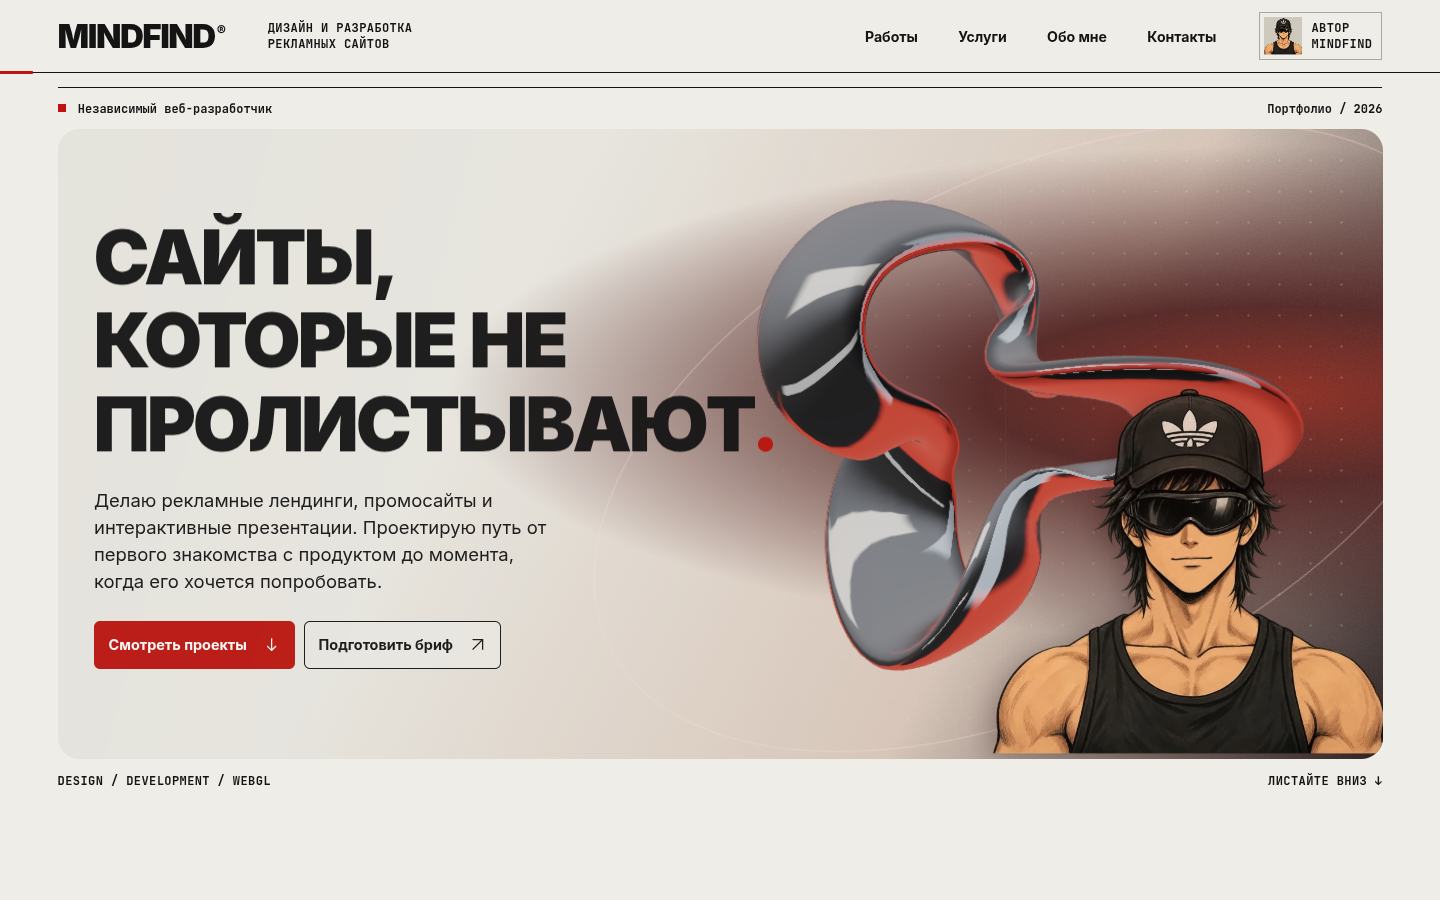 MINDFIND®
ДИЗАЙН И РАЗРАБОТКА
РЕКЛАМНЫХ САЙТОВ
Работы
Услуги
Обо мне
Контакты
АВТОР
MINDFIND
Независимый веб-разработчик
Портфолио / 2026
САЙТЫ,
КОТОРЫЕ НЕ
ПРОЛИСТЫВАЮТ.
Делаю рекламные лендинги, промосайты и
интерактивные презентации. Проектирую путь от
первого знакомства с продуктом до момента,
когда его хочется попробовать.
Смотреть проекты ↓
Подготовить бриф ↗
DESIGN / DEVELOPMENT / WEBGL
ЛИСТАЙТЕ ВНИЗ ↓